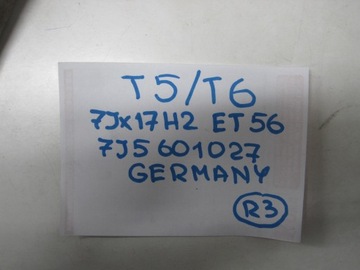 T5/T6
7Jx17H2 ET56
7J5 601027
GERMANY
R3